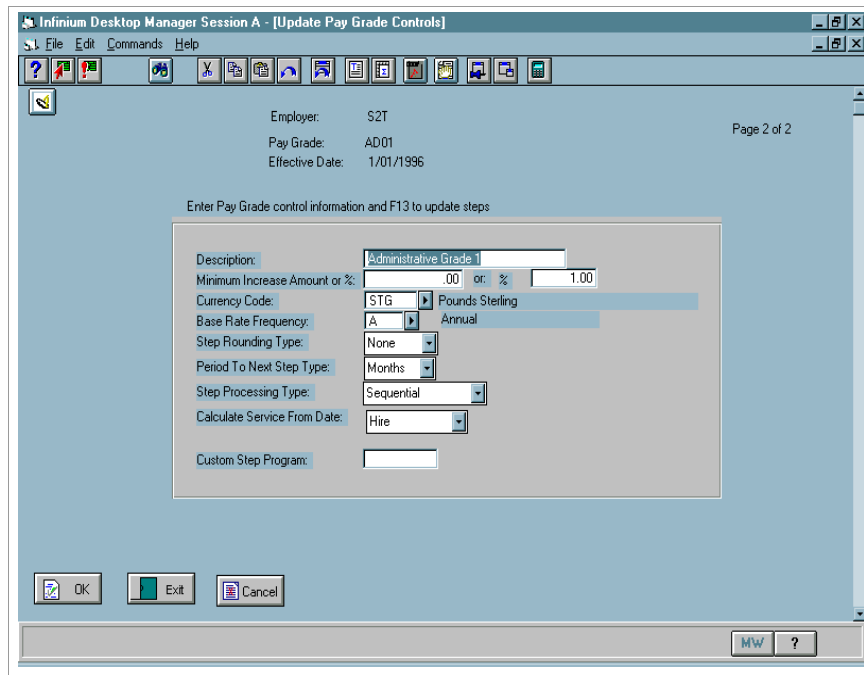 Infinium Desktop Manager Session A - [Update Pay Grade Controls]
File Edit Commands Help
Employer: S2T
Page 2 of 2
Pay Grade: AD01
Effective Date: 1/01/1996
Enter Pay Grade control information and F13 to update steps
Description: Administrative Grade 1
Minimum Increase Amount or %: .00 or: % 1.00
Currency Code: STG Pounds Sterling
Base Rate Frequency: A Annual
Step Rounding Type: None
Period To Next Step Type: Months
Step Processing Type: Sequential
Calculate Service From Date: Hire
Custom Step Program:
OK Exit Cancel
MW ?